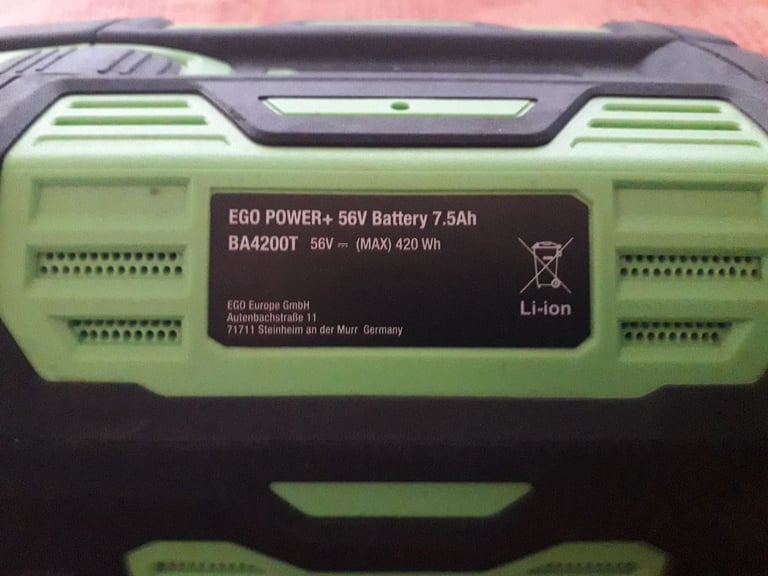 EGO POWER+ 56V Battery 7.5Ah
BA4200T 56V ⎓ (MAX) 420 Wh
EGO Europe GmbH
Autenbachstraße 11
71711 Steinheim an der Murr Germany
Li-ion